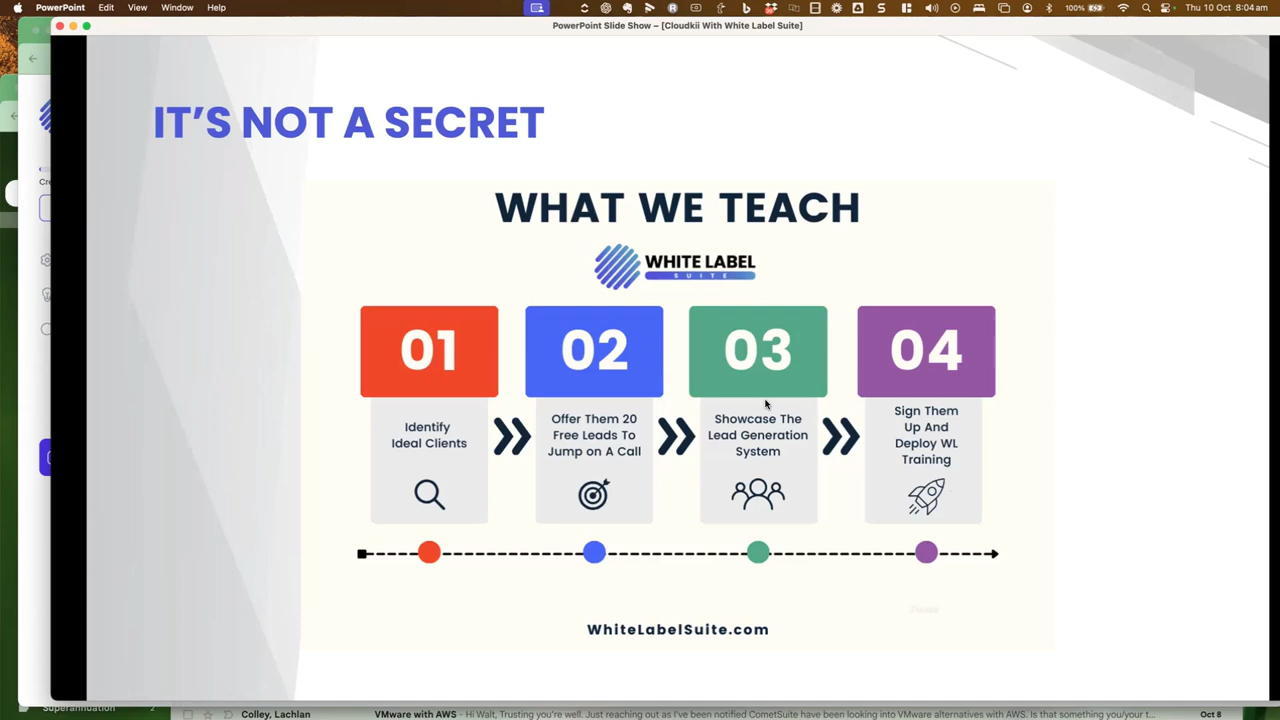 PowerPoint Edit View Window Help
100% Thu 10 Oct 8:04am
PowerPoint Slide Show – [Cloudkii With White Label Suite]
IT'S NOT A SECRET
WHAT WE TEACH
WHITE LABEL
SUITE
01
02
03
04
Identify
Ideal Clients
Offer Them 20
Free Leads To
Jump on A Call
Showcase The
Lead Generation
System
Sign Them
Up And
Deploy WL
Training
WhiteLabelSuite.com
Cre
Superannuation 2
Colley, Lachlan VMware with AWS - Hi Walt, Trusting you're well. Just reaching out as I've been notified CometSuite have been looking into VMware alternatives with AWS. Is that something you/your t... Oct 8